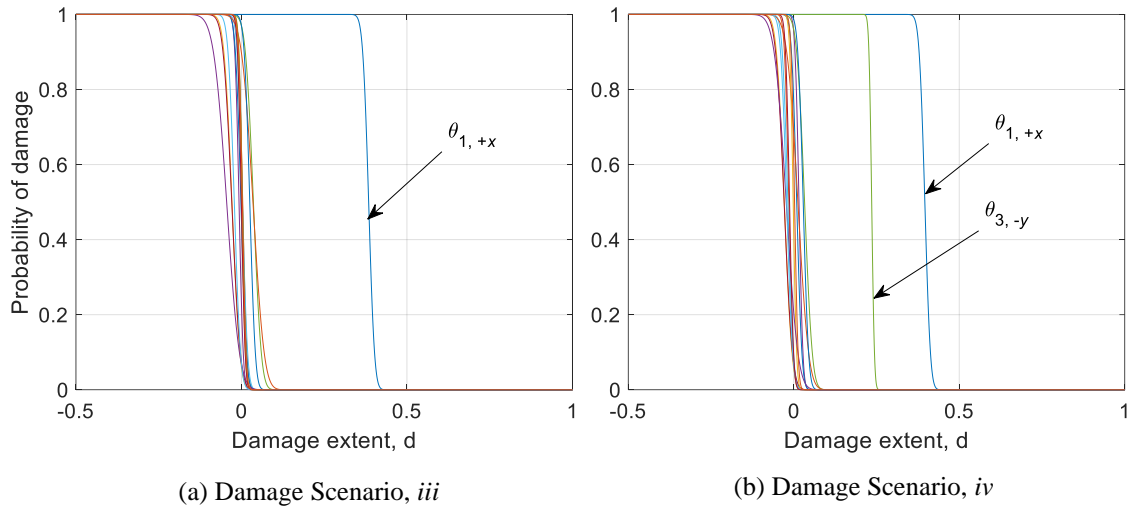 1
1
0.8
0.8
θ1, +x
θ1, +x
0.6
0.6
Probability of damage
θ3, -y
0.4
0.4
0.2
0.2
0
0
-0.5
0
0.5
1
-0.5
0
0.5
1
Damage extent, d
Damage extent, d
(a) Damage Scenario, iii
(b) Damage Scenario, iv